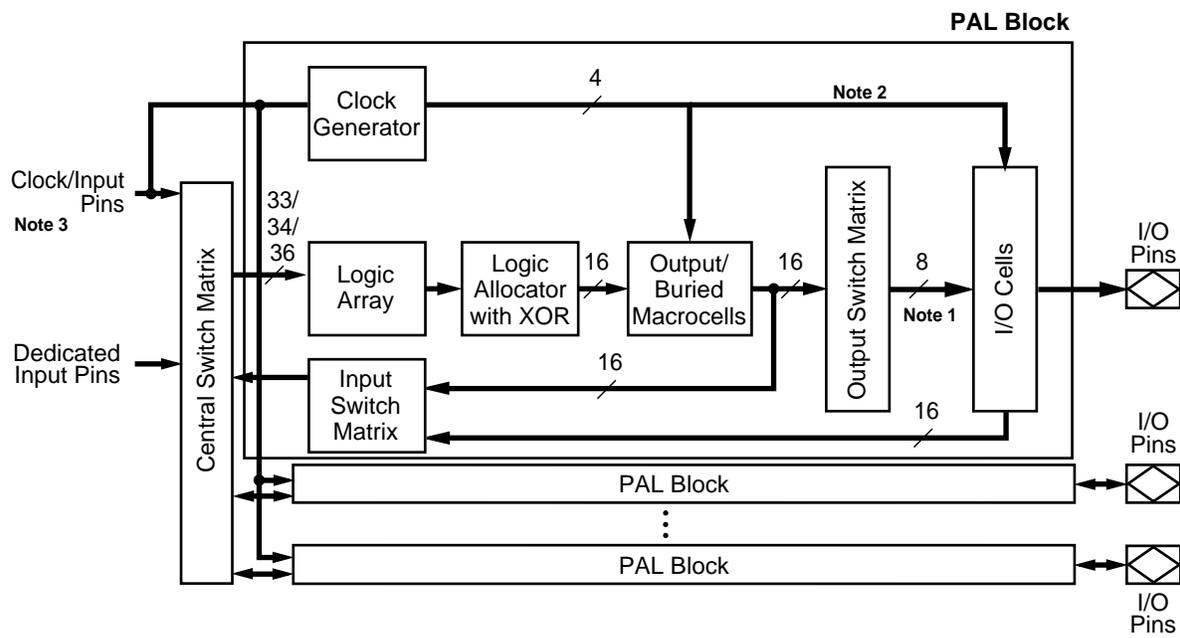 PAL Block
Clock
Generator
4
Note 2
Clock/Input
Pins
Note 3
Central Switch Matrix
33/
34/
36
Logic
Array
Logic
Allocator
with XOR
16
Output/
Buried
Macrocells
16
Output Switch Matrix
8
Note 1
I/O Cells
I/O
Pins
Dedicated
Input Pins
Input
Switch
Matrix
16
16
I/O
Pins
PAL Block
PAL Block
I/O
Pins